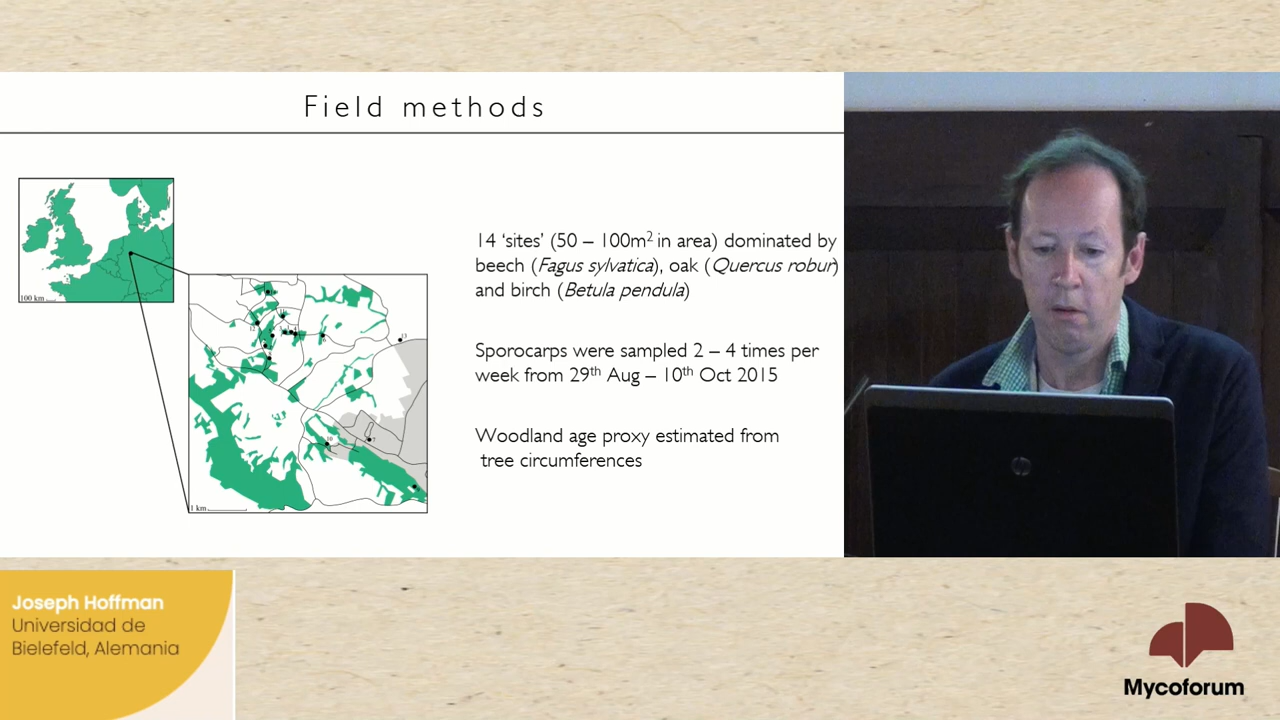 Field methods
100 km
14 ‘sites’ (50 – 100m² in area) dominated by
beech (Fagus sylvatica), oak (Quercus robur)
and birch (Betula pendula)
Sporocarps were sampled 2 – 4 times per
week from 29th Aug – 10th Oct 2015
Woodland age proxy estimated from
tree circumferences
1 km
Joseph Hoffman
Universidad de
Bielefeld, Alemania
hp
Mycoforum